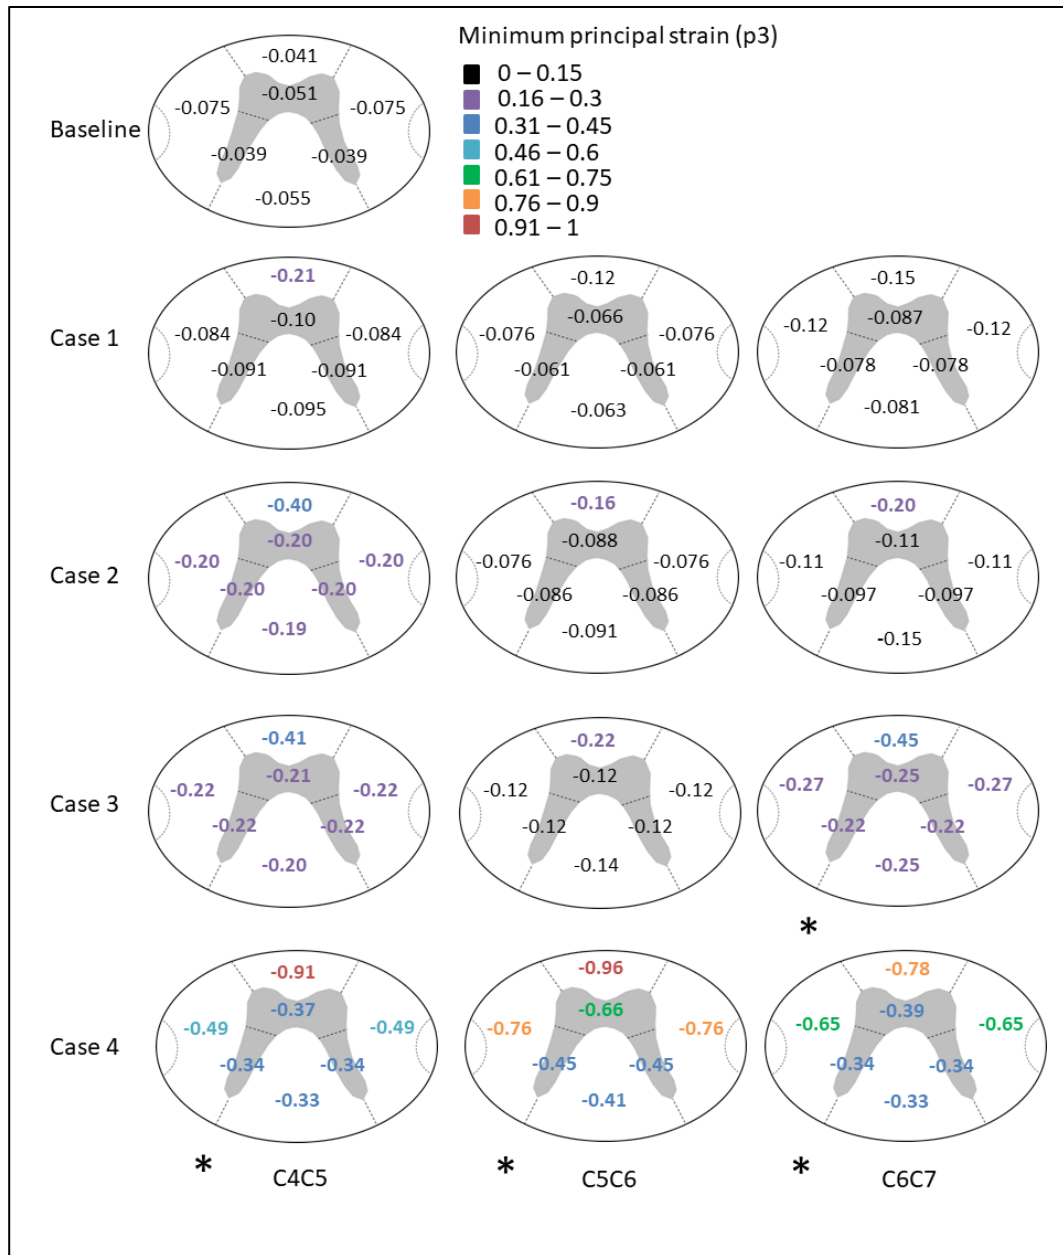 Minimum principal strain (p3)
0 – 0.15
0.16 – 0.3
0.31 – 0.45
0.46 – 0.6
0.61 – 0.75
0.76 – 0.9
0.91 – 1
Baseline
-0.041
-0.051
-0.075 -0.075
-0.039 -0.039
-0.055
Case 1
-0.21 -0.12 -0.15
-0.10 -0.066 -0.087
-0.084 -0.084 -0.076 -0.076 -0.12 -0.12
-0.091 -0.091 -0.061 -0.061 -0.078 -0.078
-0.095 -0.063 -0.081
Case 2
-0.40 -0.16 -0.20
-0.20 -0.088 -0.11
-0.20 -0.20 -0.076 -0.076 -0.11 -0.11
-0.20 -0.20 -0.086 -0.086 -0.097 -0.097
-0.19 -0.091 -0.15
Case 3
-0.41 -0.22 -0.45
-0.21 -0.12 -0.25
-0.22 -0.22 -0.12 -0.12 -0.27 -0.27
-0.22 -0.22 -0.12 -0.12 -0.22 -0.22
-0.20 -0.14 -0.25
*
Case 4
-0.91 -0.96 -0.78
-0.37 -0.66 -0.39
-0.49 -0.49 -0.76 -0.76 -0.65 -0.65
-0.34 -0.34 -0.45 -0.45 -0.34 -0.34
-0.33 -0.41 -0.33
* C4C5 * C5C6 * C6C7